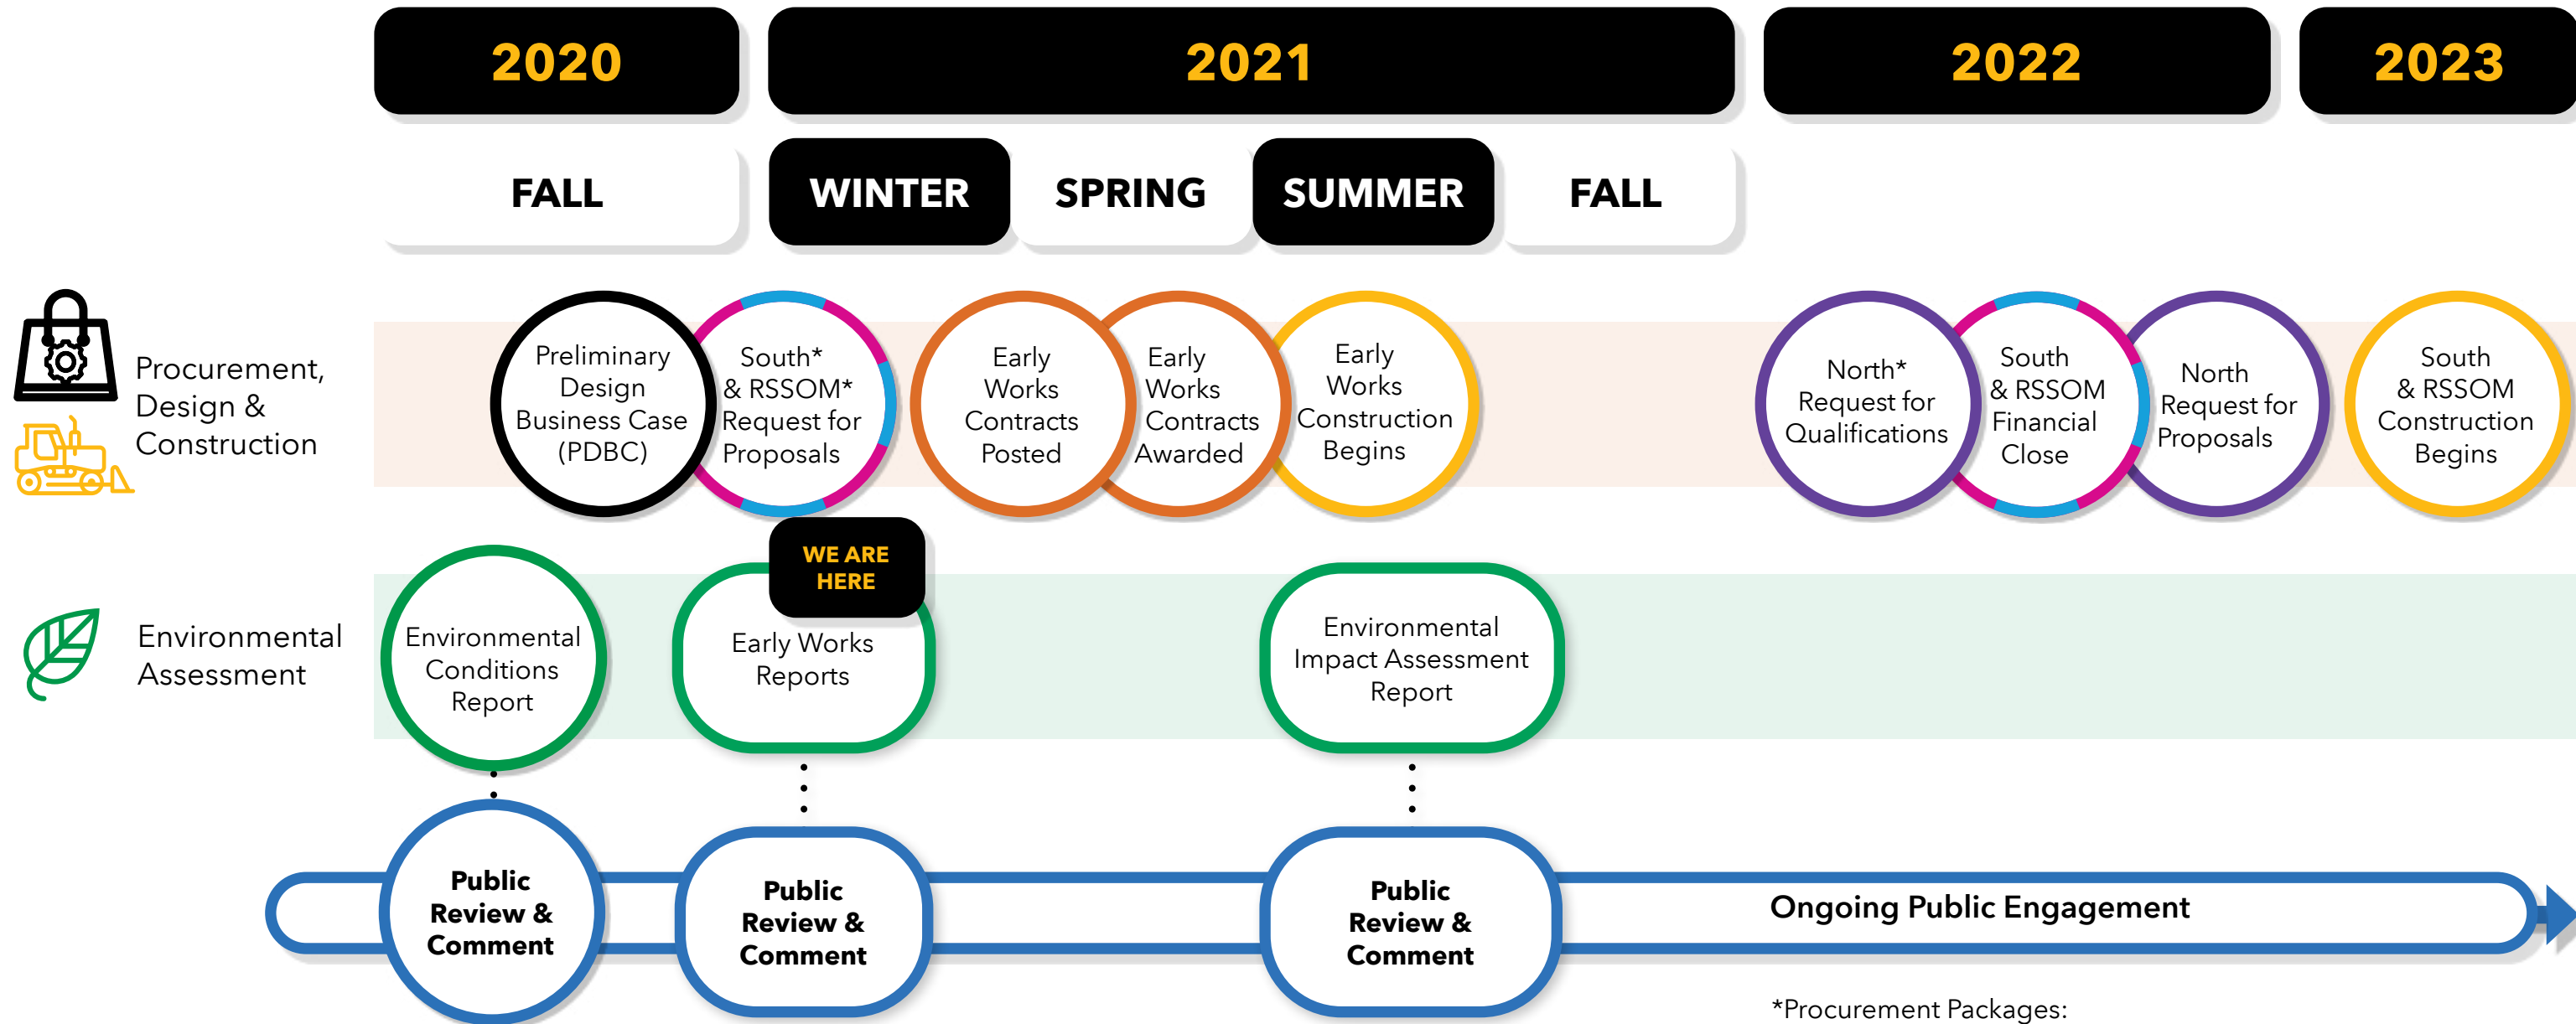 2020
2021
2022
2023
FALL
WINTER
SPRING
SUMMER
FALL
Procurement,
Design &
Construction
Preliminary
Design
Business Case
(PDBC)
South*
& RSSOM*
Request for
Proposals
Early
Works
Contracts
Posted
Early
Works
Contracts
Awarded
Early
Works
Construction
Begins
North*
Request for
Qualifications
South
& RSSOM
Financial
Close
North
Request for
Proposals
South
& RSSOM
Construction
Begins
WE ARE
HERE
Environmental
Assessment
Environmental
Conditions
Report
Early Works
Reports
Environmental
Impact Assessment
Report
Public
Review &
Comment
Public
Review &
Comment
Public
Review &
Comment
Ongoing Public Engagement
*Procurement Packages: